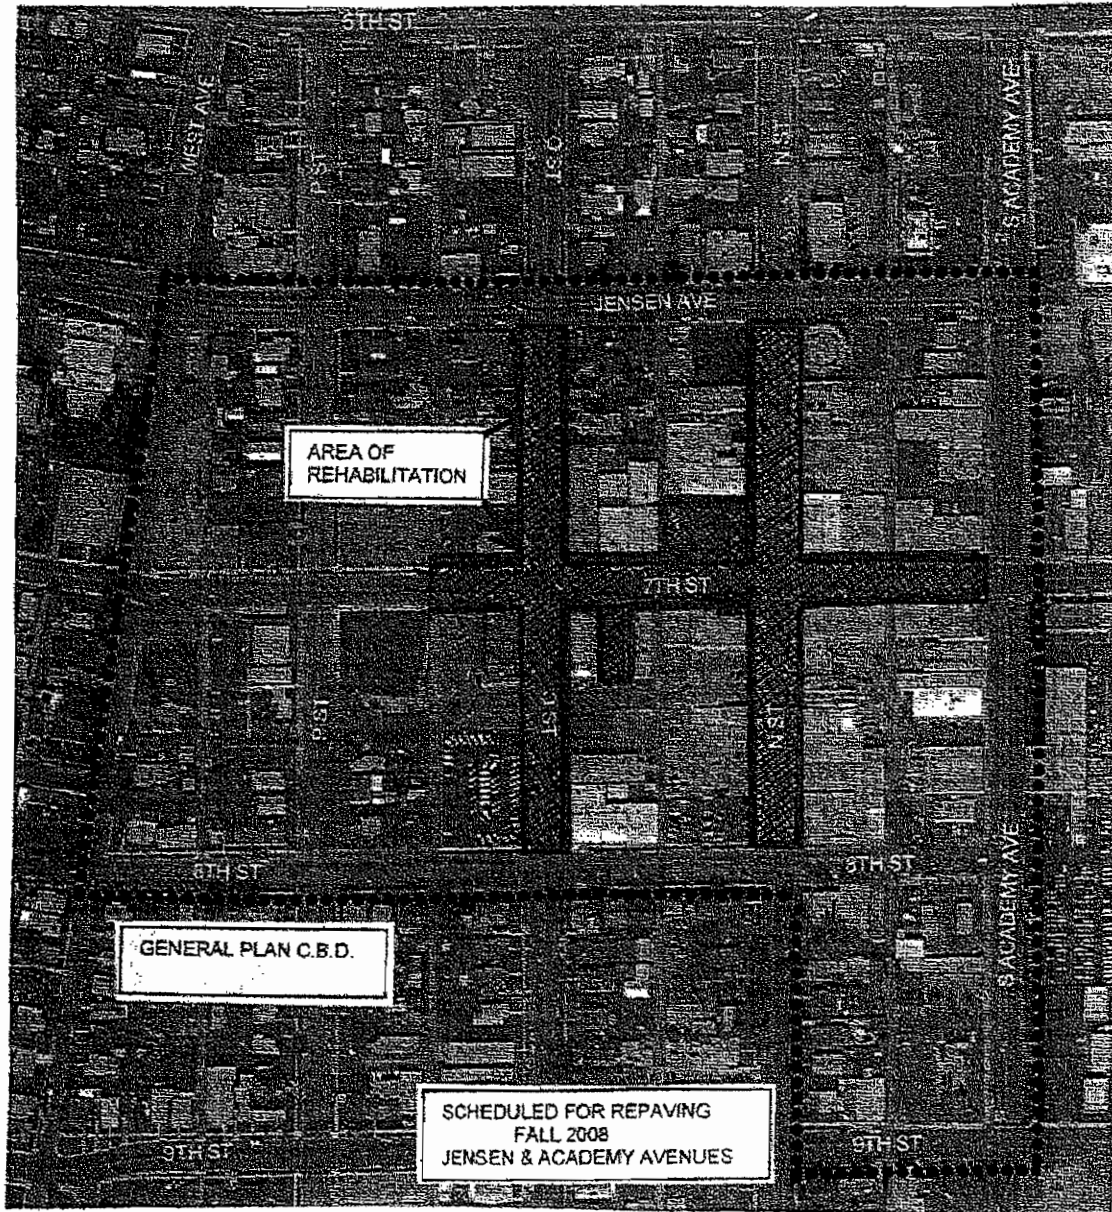 5TH ST
WEST AVE
P ST
O ST
N ST
S ACADEMY AVE
JENSEN AVE
AREA OF
REHABILITATION
7TH ST
P ST
ST
N ST
8TH ST
8TH ST
S ACADEMY AVE
GENERAL PLAN C.B.D.
SCHEDULED FOR REPAVING
FALL 2008
JENSEN & ACADEMY AVENUES
9TH ST
9TH ST